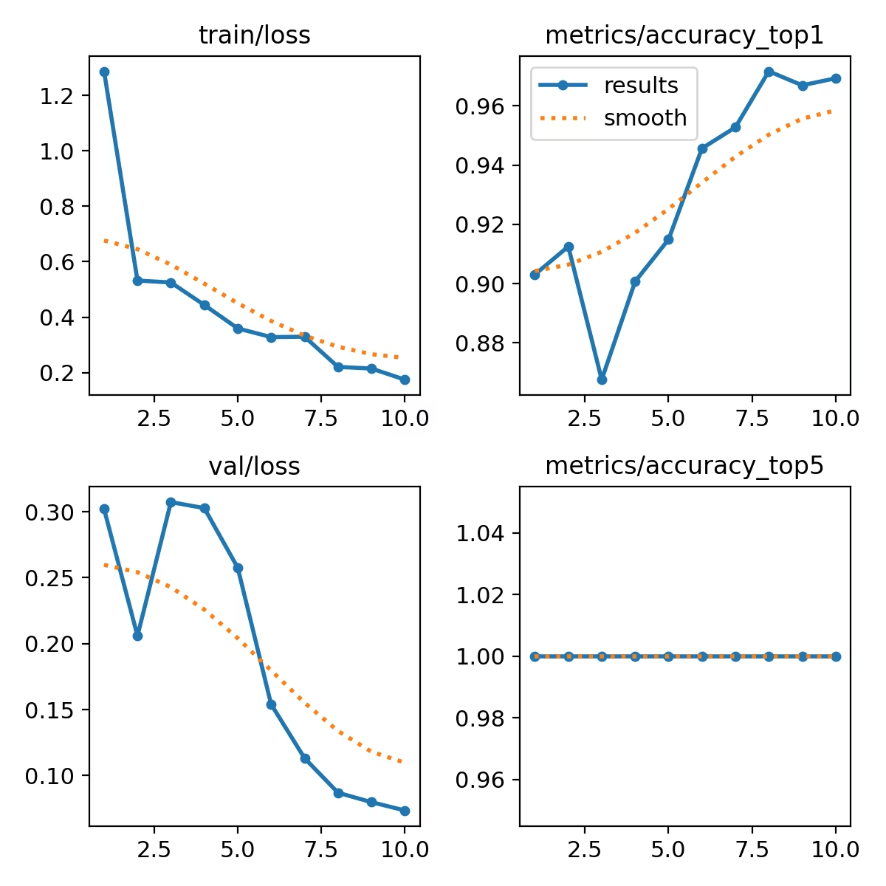 train/loss
1.2
1.0
0.8
0.6
0.4
0.2
2.5 5.0 7.5 10.0
metrics/accuracy_top1
results
smooth
0.96
0.94
0.92
0.90
0.88
2.5 5.0 7.5 10.0
val/loss
0.30
0.25
0.20
0.15
0.10
2.5 5.0 7.5 10.0
metrics/accuracy_top5
1.04
1.02
1.00
0.98
0.96
2.5 5.0 7.5 10.0